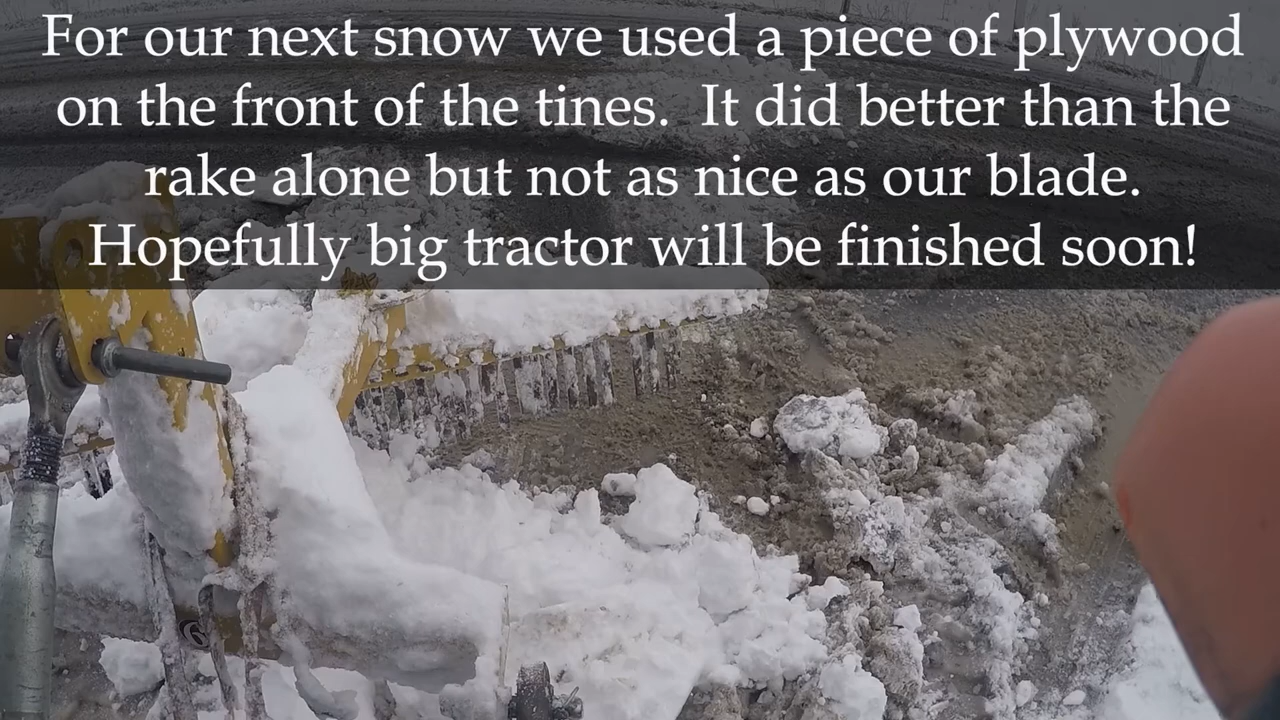 For our next snow we used a piece of plywood
on the front of the tines.  It did better than the
rake alone but not as nice as our blade.
Hopefully big tractor will be finished soon!